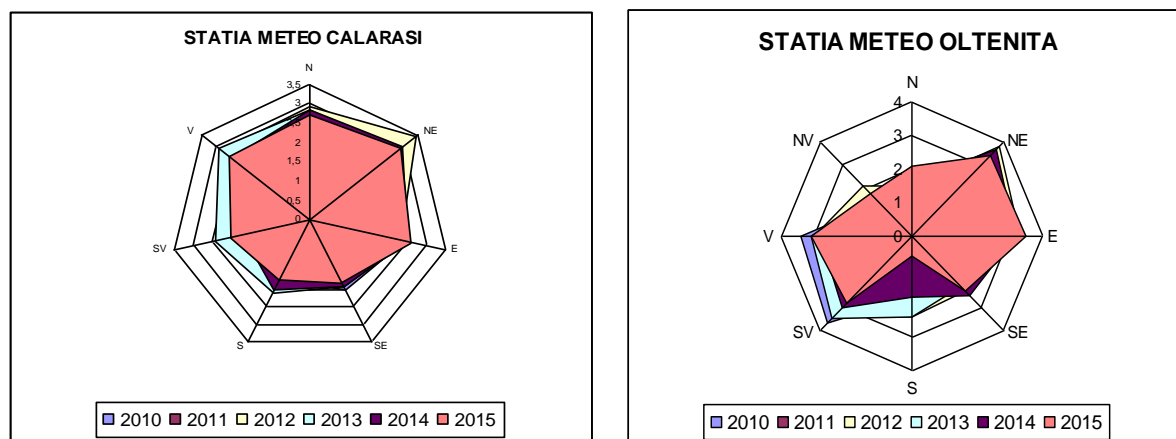 STATIA METEO CALARASI
N
3,5
3
2,5
2
1,5
1
0,5
0
NE
E
SE
S
SV
V
2010 2011 2012 2013 2014 2015
STATIA METEO OLTENITA
N
4
3
2
1
0
NE
E
SE
S
SV
V
NV
2010 2011 2012 2013 2014 2015